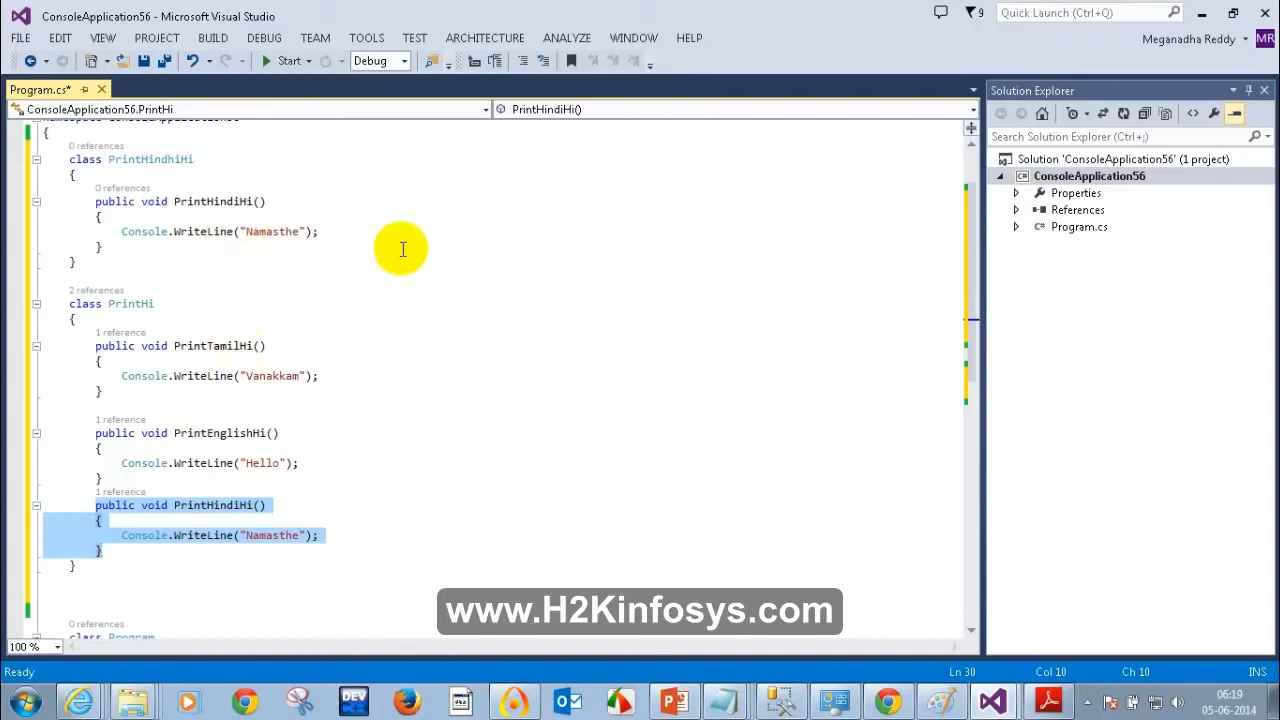 ConsoleApplication56 - Microsoft Visual Studio
9
Quick Launch (Ctrl+Q)
FILE EDIT VIEW PROJECT BUILD DEBUG TEAM TOOLS TEST ARCHITECTURE ANALYZE WINDOW HELP
Meganadha Reddy
MR
Start
Debug
Program.cs*
ConsoleApplication56.PrintHi
PrintHindiHi()
{
0 references
class PrintHindhiHi
{
0 references
public void PrintHindiHi()
{
Console.WriteLine("Namasthe");
}
}
2 references
class PrintHi
{
1 reference
public void PrintTamilHi()
{
Console.WriteLine("Vanakkam");
}
1 reference
public void PrintEnglishHi()
{
Console.WriteLine("Hello");
}
1 reference
public void PrintHindiHi()
{
Console.WriteLine("Namasthe");
}
}
0 references
class Program
100 %
Solution Explorer
Search Solution Explorer (Ctrl+;)
Solution 'ConsoleApplication56' (1 project)
ConsoleApplication56
Properties
References
Program.cs
www.H2Kinfosys.com
Ready
Ln 30
Col 10
Ch 10
INS
DEV
06:19
05-06-2014